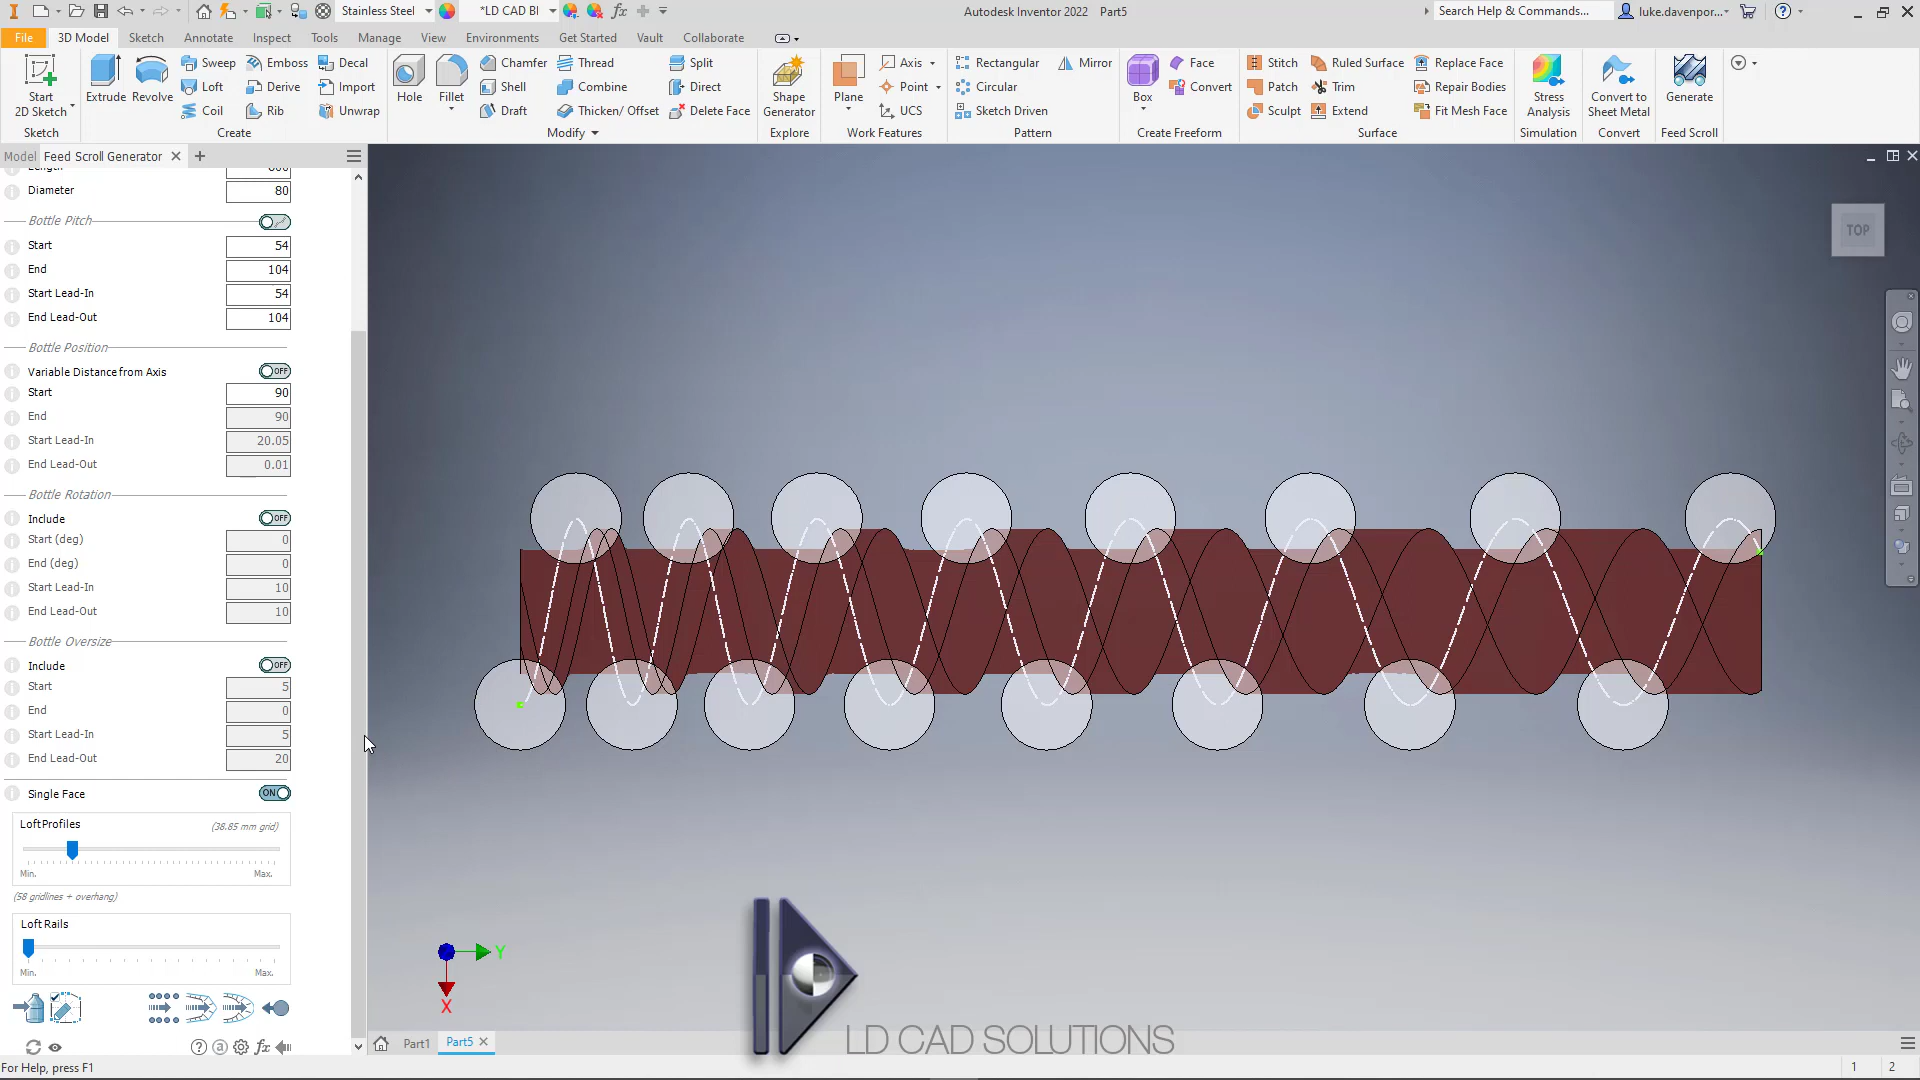 Stainless Steel
*LD CAD Bl
Autodesk Inventor 2022 Part5
Search Help & Commands...
luke.davenpor...
File
3D Model
Sketch
Annotate
Inspect
Tools
Manage
View
Environments
Get Started
Vault
Collaborate
Start
2D Sketch
Extrude
Revolve
Sweep
Loft
Coil
Emboss
Derive
Rib
Decal
Import
Unwrap
Hole
Fillet
Chamfer
Shell
Draft
Thread
Combine
Thicken/ Offset
Split
Direct
Delete Face
Shape
Generator
Plane
Axis
Point
UCS
Rectangular
Circular
Sketch Driven
Mirror
Box
Face
Convert
Stitch
Patch
Sculpt
Ruled Surface
Trim
Extend
Replace Face
Repair Bodies
Fit Mesh Face
Stress
Analysis
Convert to
Sheet Metal
Generate
Sketch
Create
Modify
Explore
Work Features
Pattern
Create Freeform
Surface
Simulation
Convert
Feed Scroll
Model
Feed Scroll Generator
Diameter 80
Bottle Pitch
Start 54
End 104
Start Lead-In 54
End Lead-Out 104
Bottle Position
Variable Distance from Axis OFF
Start 90
End 90
Start Lead-In 20.05
End Lead-Out 0.01
Bottle Rotation
Include OFF
Start (deg) 0
End (deg) 0
Start Lead-In 10
End Lead-Out 10
Bottle Oversize
Include OFF
Start 5
End 0
Start Lead-In 5
End Lead-Out 20
Single Face ON
Loft Profiles (38.85 mm grid)
Min. Max.
(58 gridlines + overhang)
Loft Rails
Min. Max.
TOP
Y
X
LD CAD SOLUTIONS
Part1
Part5
For Help, press F1
1 2